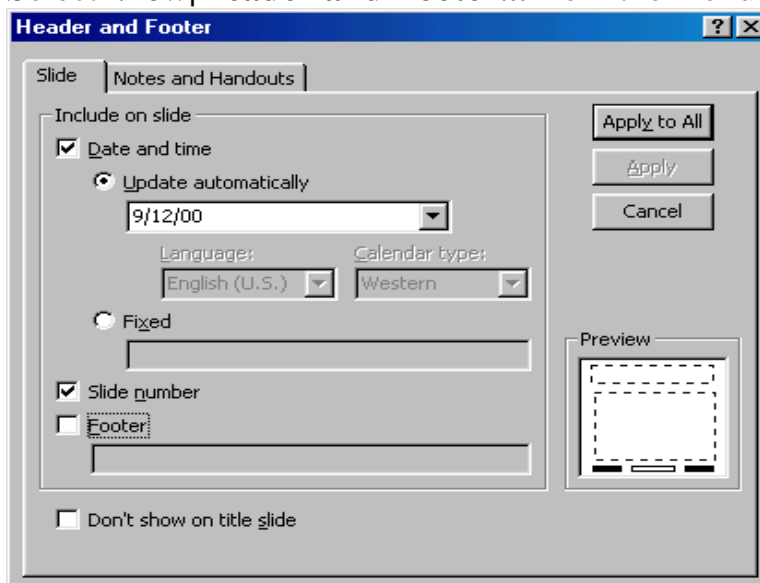 Header and Footer
Slide
Notes and Handouts
Include on slide
Date and time
Update automatically
9/12/00
Language:
Calendar type:
English (U.S.)
Western
Fixed
Slide number
Footer
Don't show on title slide
Apply to All
Apply
Cancel
Preview